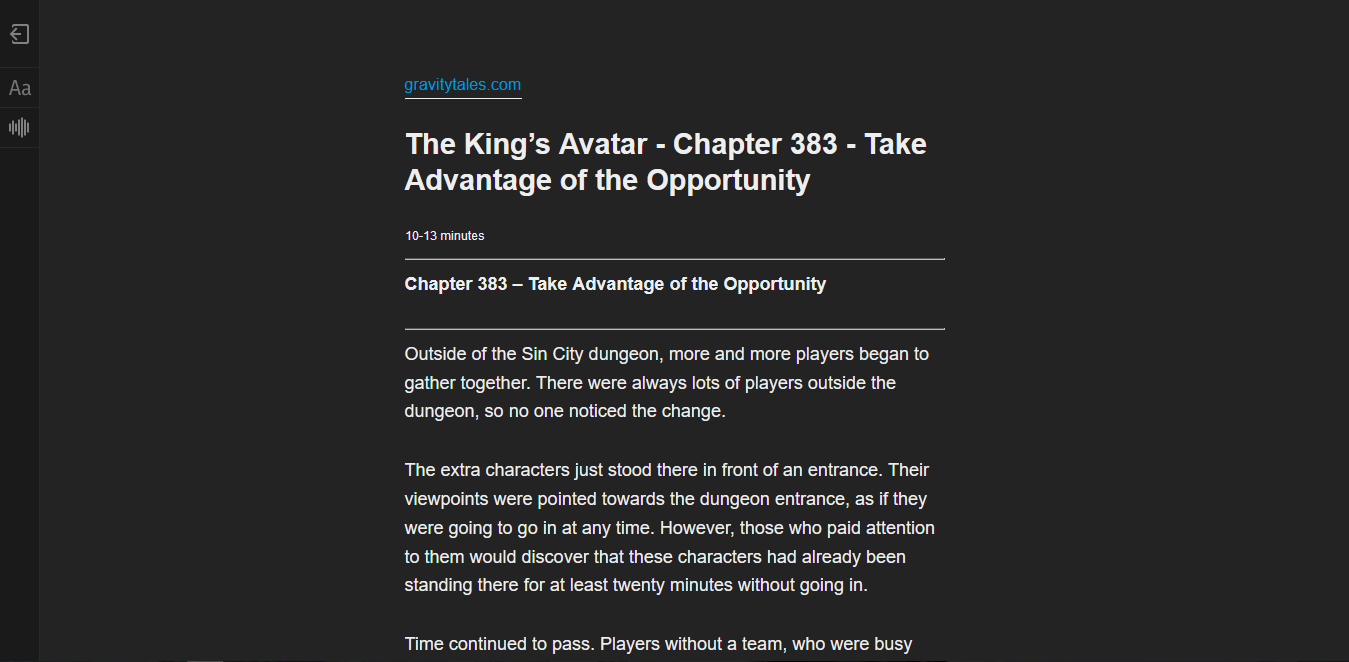 Aa
gravitytales.com
The King’s Avatar - Chapter 383 - Take
Advantage of the Opportunity
10-13 minutes
Chapter 383 – Take Advantage of the Opportunity
Outside of the Sin City dungeon, more and more players began to
gather together. There were always lots of players outside the
dungeon, so no one noticed the change.
The extra characters just stood there in front of an entrance. Their
viewpoints were pointed towards the dungeon entrance, as if they
were going to go in at any time. However, those who paid attention
to them would discover that these characters had already been
standing there for at least twenty minutes without going in.
Time continued to pass. Players without a team, who were busy